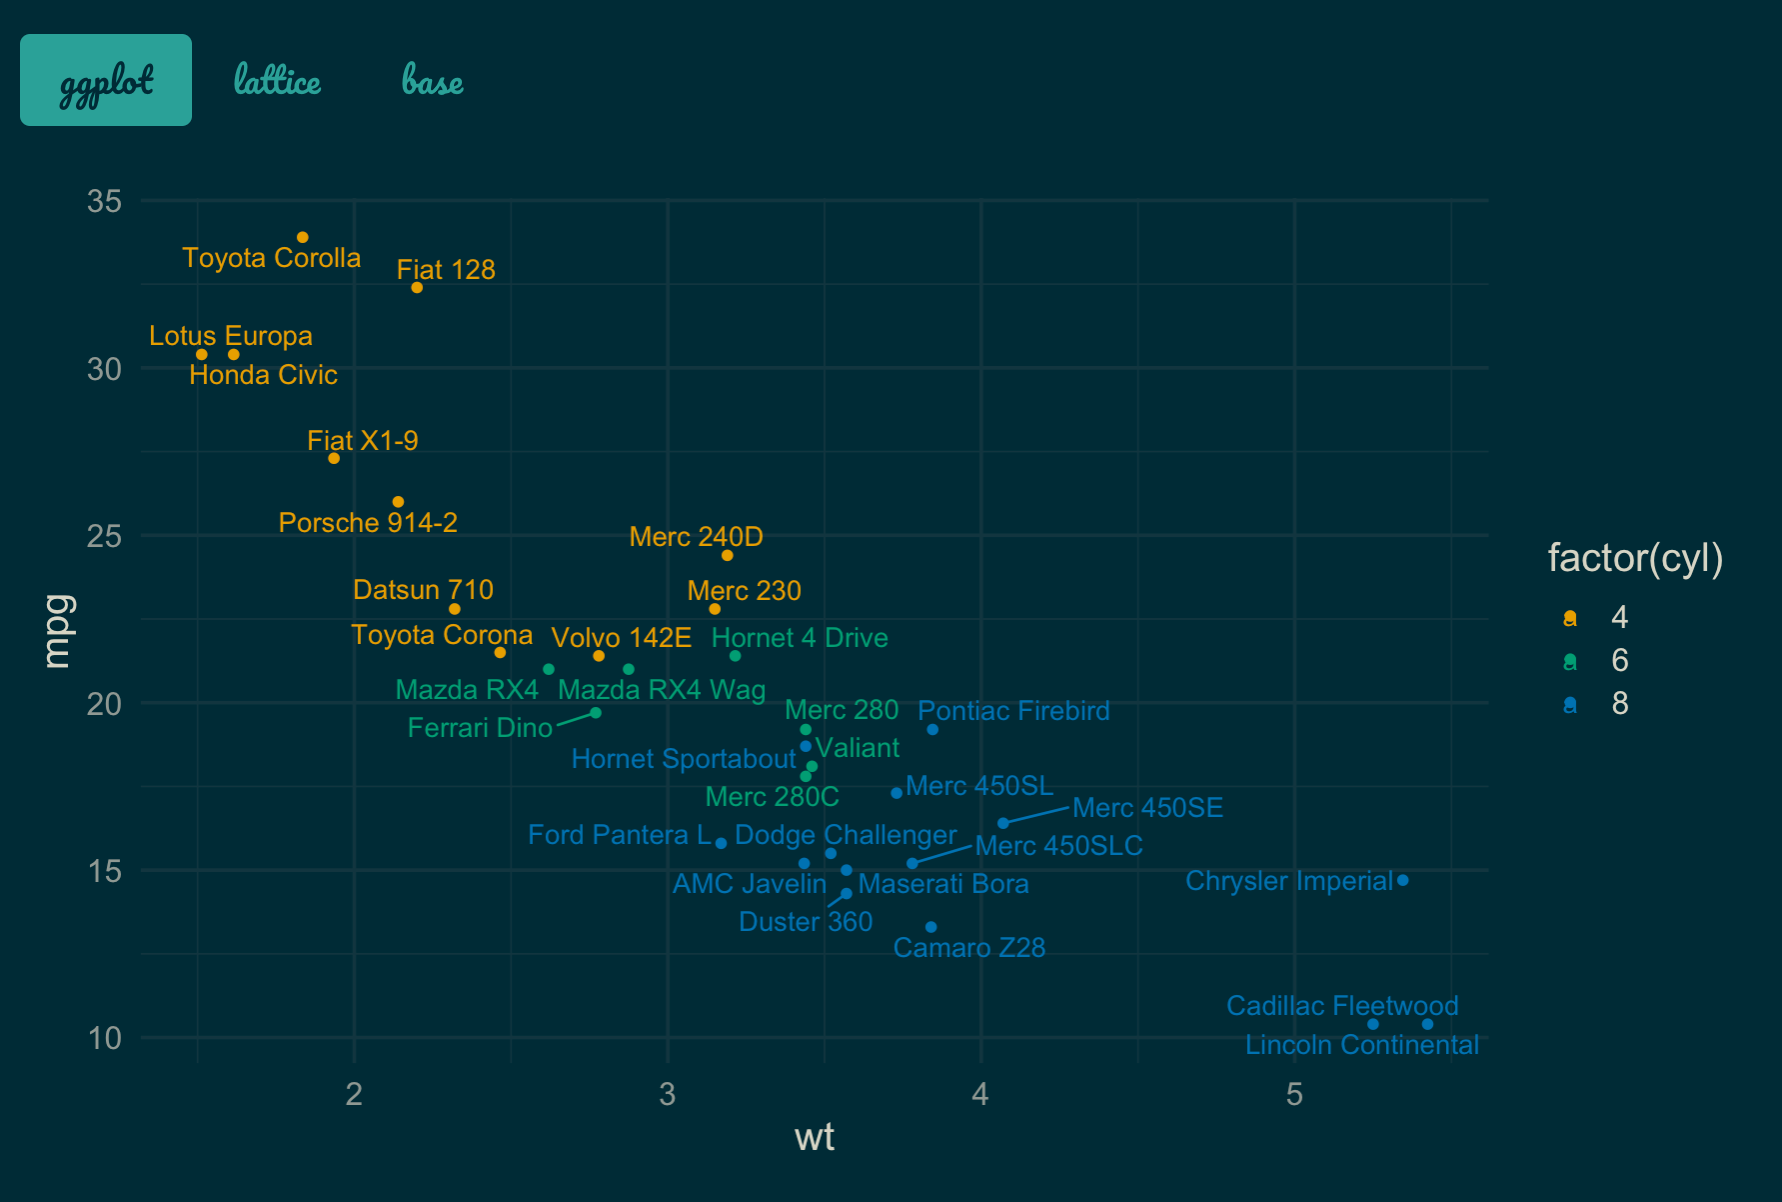 ggplot lattice base
35
Toyota Corolla
Fiat 128
Lotus Europa
30
Honda Civic
Fiat X1-9
Porsche 914-2
25
Merc 240D
Datsun 710
Merc 230
Toyota Corona
Volvo 142E
Hornet 4 Drive
Mazda RX4
Mazda RX4 Wag
20
Ferrari Dino
Merc 280
Pontiac Firebird
Valiant
Hornet Sportabout
Merc 280C
Merc 450SL
Merc 450SE
Ford Pantera L
Dodge Challenger
Merc 450SLC
15
AMC Javelin
Maserati Bora
Chrysler Imperial
Duster 360
Camaro Z28
Cadillac Fleetwood
10
Lincoln Continental
2 3 4 5
wt
mpg
factor(cyl)
a 4
a 6
a 8